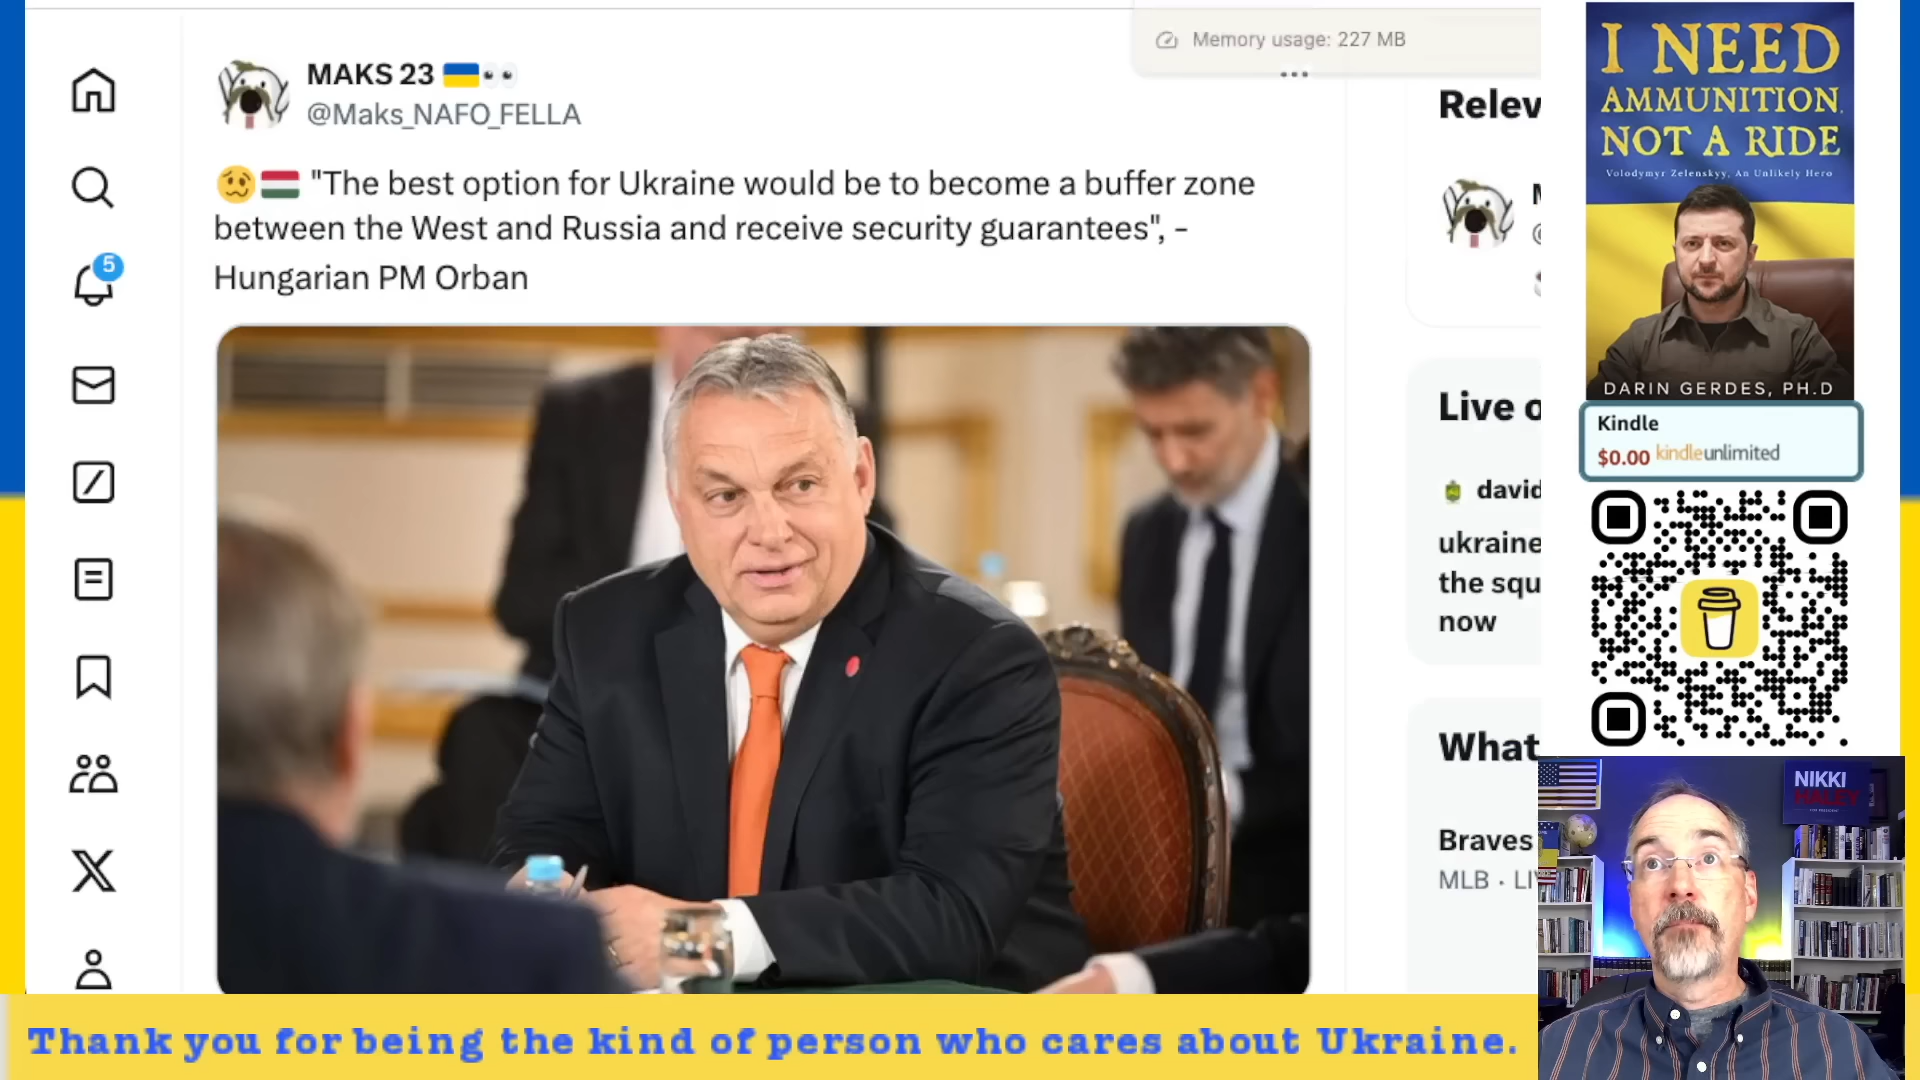 Memory usage: 227 MB
MAKS 23
@Maks_NAFO_FELLA
"The best option for Ukraine would be to become a buffer zone
between the West and Russia and receive security guarantees", -
Hungarian PM Orban
5
Relev
Live o
david
ukraine
the squ
now
What
Braves
MLB · LI
I NEED
AMMUNITION,
NOT A RIDE
Volodymyr Zelenskyy, An Unlikely Hero
DARIN GERDES, PH.D
Kindle
$0.00 kindleunlimited
NIKKI
HALEY
Thank you for being the kind of person who cares about Ukraine.